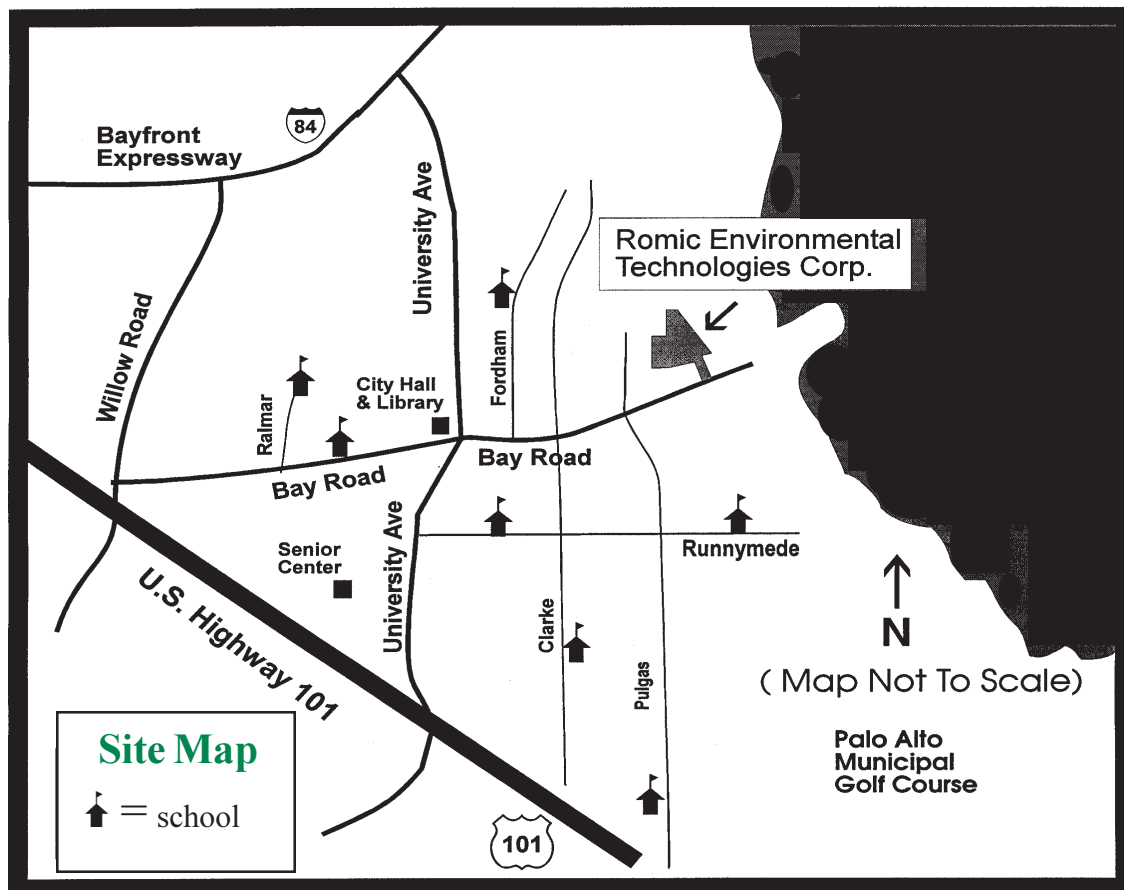 84
Bayfront
Expressway
University Ave
Romic Environmental
Technologies Corp.
Willow Road
Fordham
City Hall
& Library
Ralmar
Bay Road
Bay Road
University Ave
Senior
Center
Runnymede
N
(Map Not To Scale)
U.S. Highway 101
Clarke
Pulgas
Palo Alto
Municipal
Golf Course
Site Map
= school
101